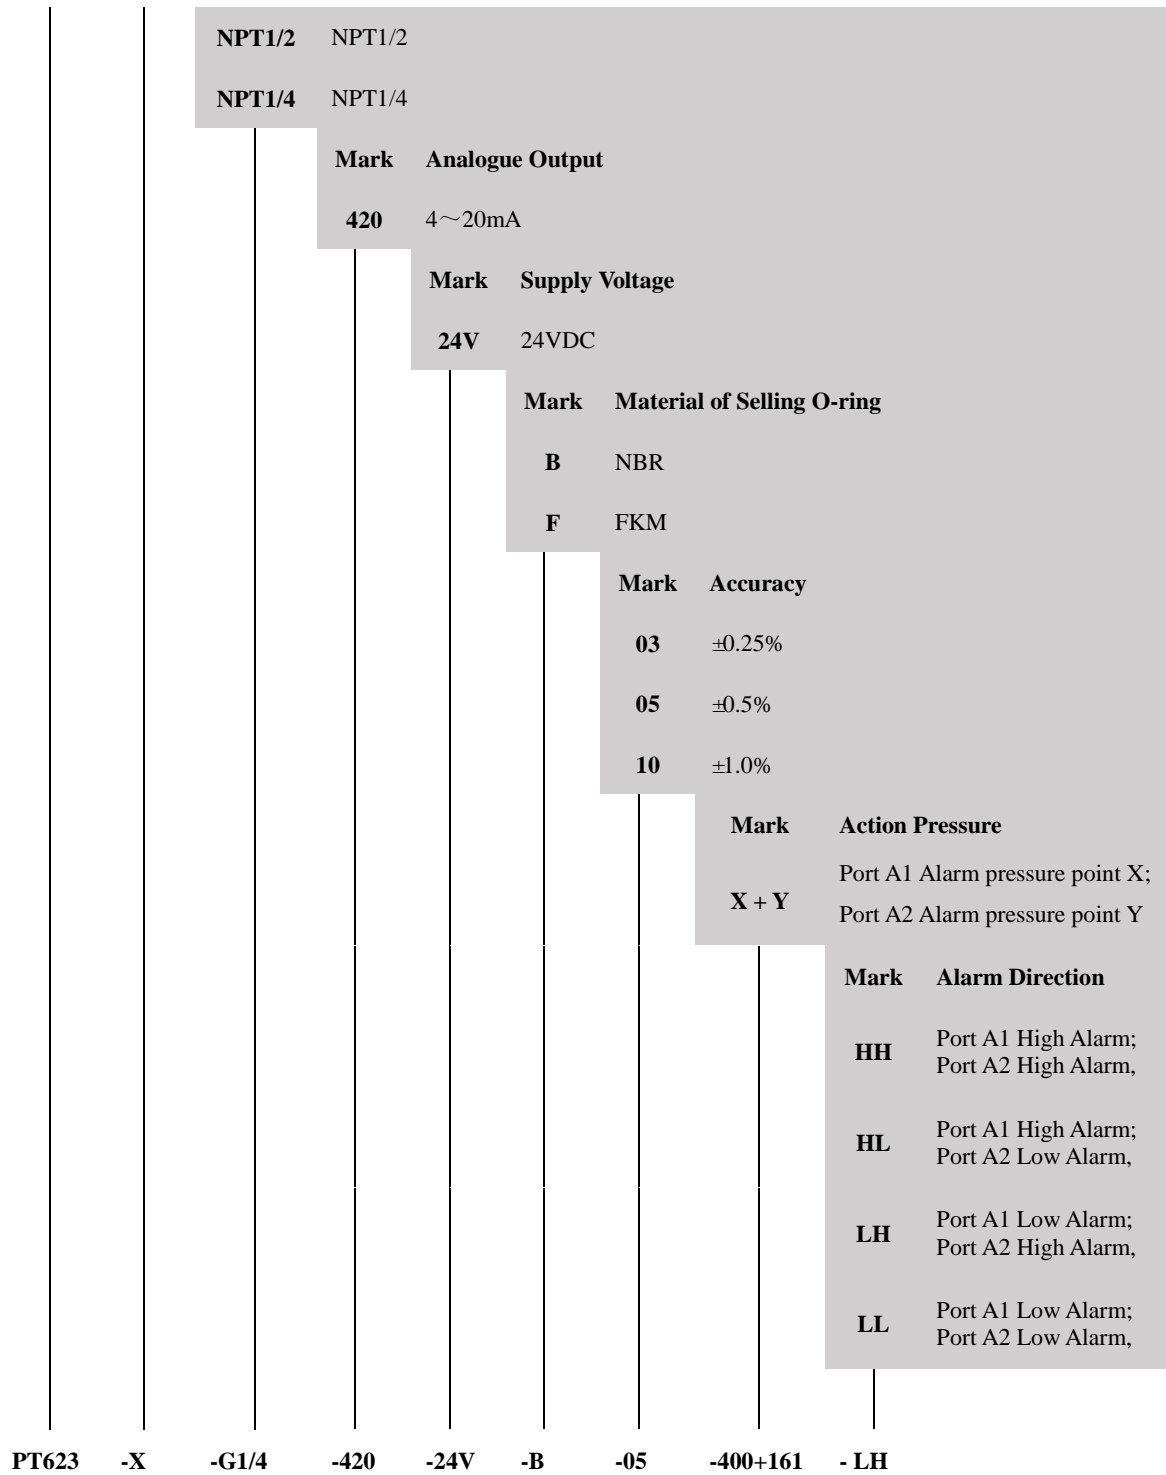 NPT1/2 NPT1/2
NPT1/4 NPT1/4
Mark Analogue Output
420 4～20mA
Mark Supply Voltage
24V 24VDC
Mark Material of Selling O-ring
B NBR
F FKM
Mark Accuracy
03 ±0.25%
05 ±0.5%
10 ±1.0%
Mark Action Pressure
X + Y Port A1 Alarm pressure point X;
Port A2 Alarm pressure point Y
Mark Alarm Direction
HH Port A1 High Alarm;
Port A2 High Alarm,
HL Port A1 High Alarm;
Port A2 Low Alarm,
LH Port A1 Low Alarm;
Port A2 High Alarm,
LL Port A1 Low Alarm;
Port A2 Low Alarm,
PT623 -X -G1/4 -420 -24V -B -05 -400+161 - LH